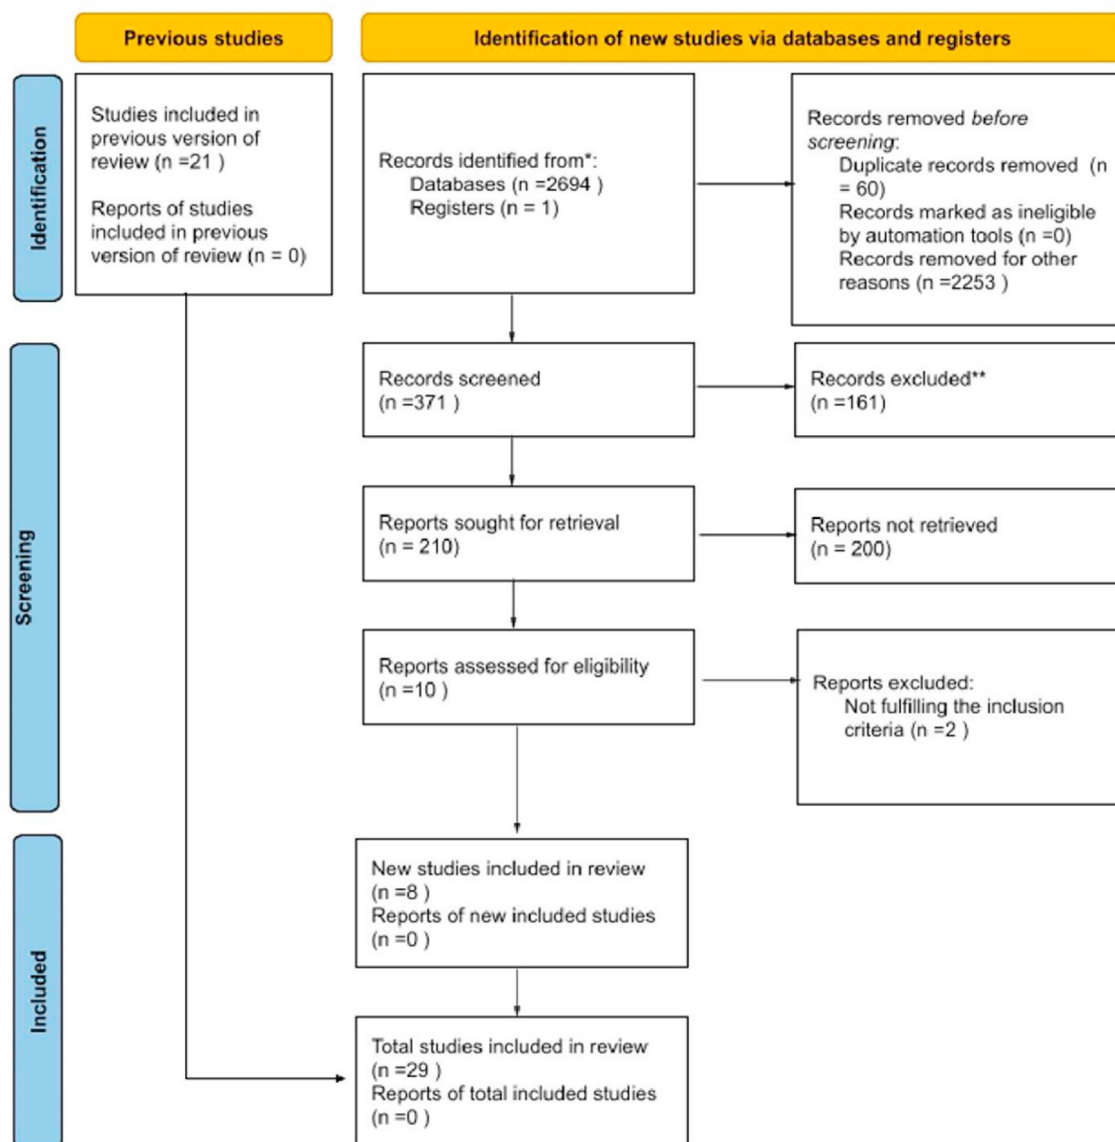 Previous studies
Identification of new studies via databases and registers
Identification
Studies included in
previous version of
review (n =21 )
Reports of studies
included in previous
version of review (n = 0)
Records identified from*:
Databases (n =2694 )
Registers (n = 1)
Records removed before
screening:
Duplicate records removed (n
= 60)
Records marked as ineligible
by automation tools (n =0)
Records removed for other
reasons (n =2253 )
Screening
Records screened
(n =371 )
Records excluded**
(n =161)
Reports sought for retrieval
(n = 210)
Reports not retrieved
(n = 200)
Reports assessed for eligibility
(n =10 )
Reports excluded:
Not fulfilling the inclusion
criteria (n =2 )
Included
New studies included in review
(n =8 )
Reports of new included studies
(n =0 )
Total studies included in review
(n =29 )
Reports of total included studies
(n =0 )